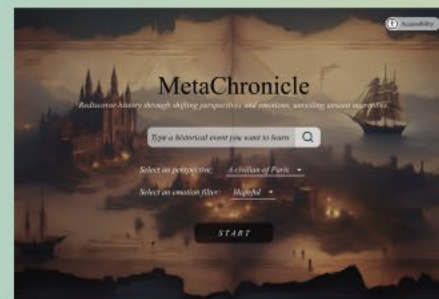 Accessibility
MetaChronicle
Rediscover history through shifting perspectives and emotions, unveiling unseen narratives.
Type a historical event you want to learn
Select an perspective: A civilian of Paris
Select an emotion filter: Hopeful
START